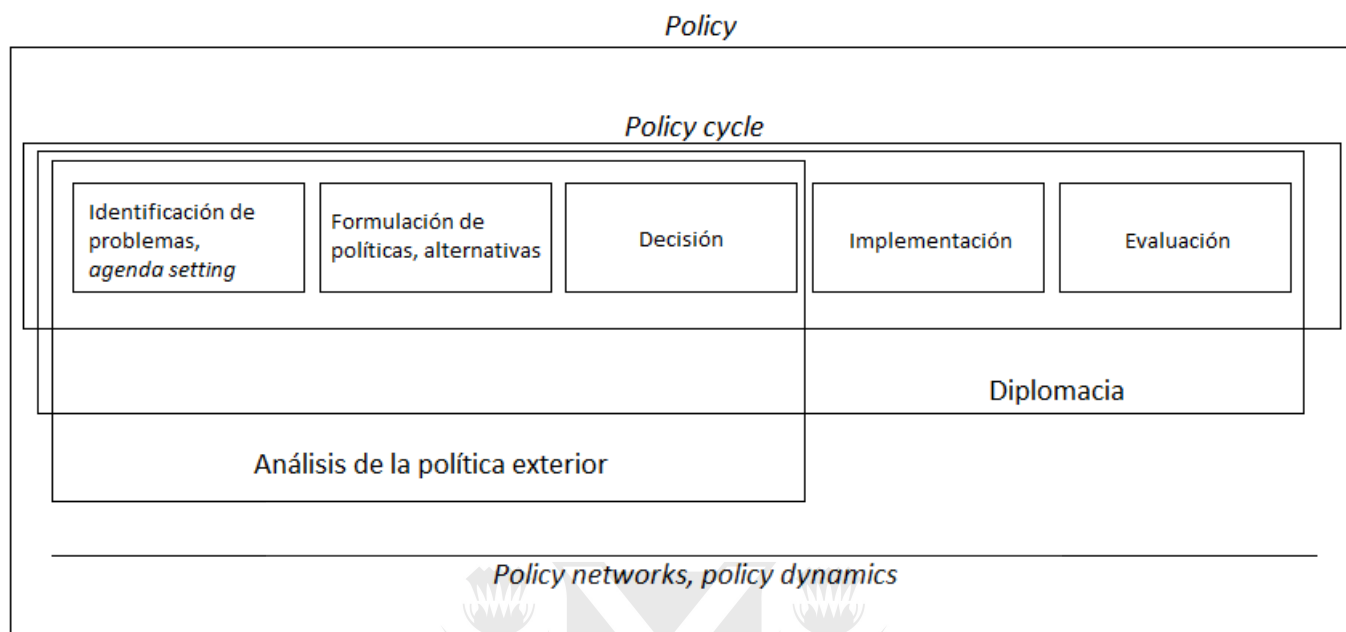 Policy
Policy cycle
Identificación de
problemas,
agenda setting
Formulación de
políticas, alternativas
Decisión
Implementación
Evaluación
Diplomacia
Análisis de la política exterior
Policy networks, policy dynamics